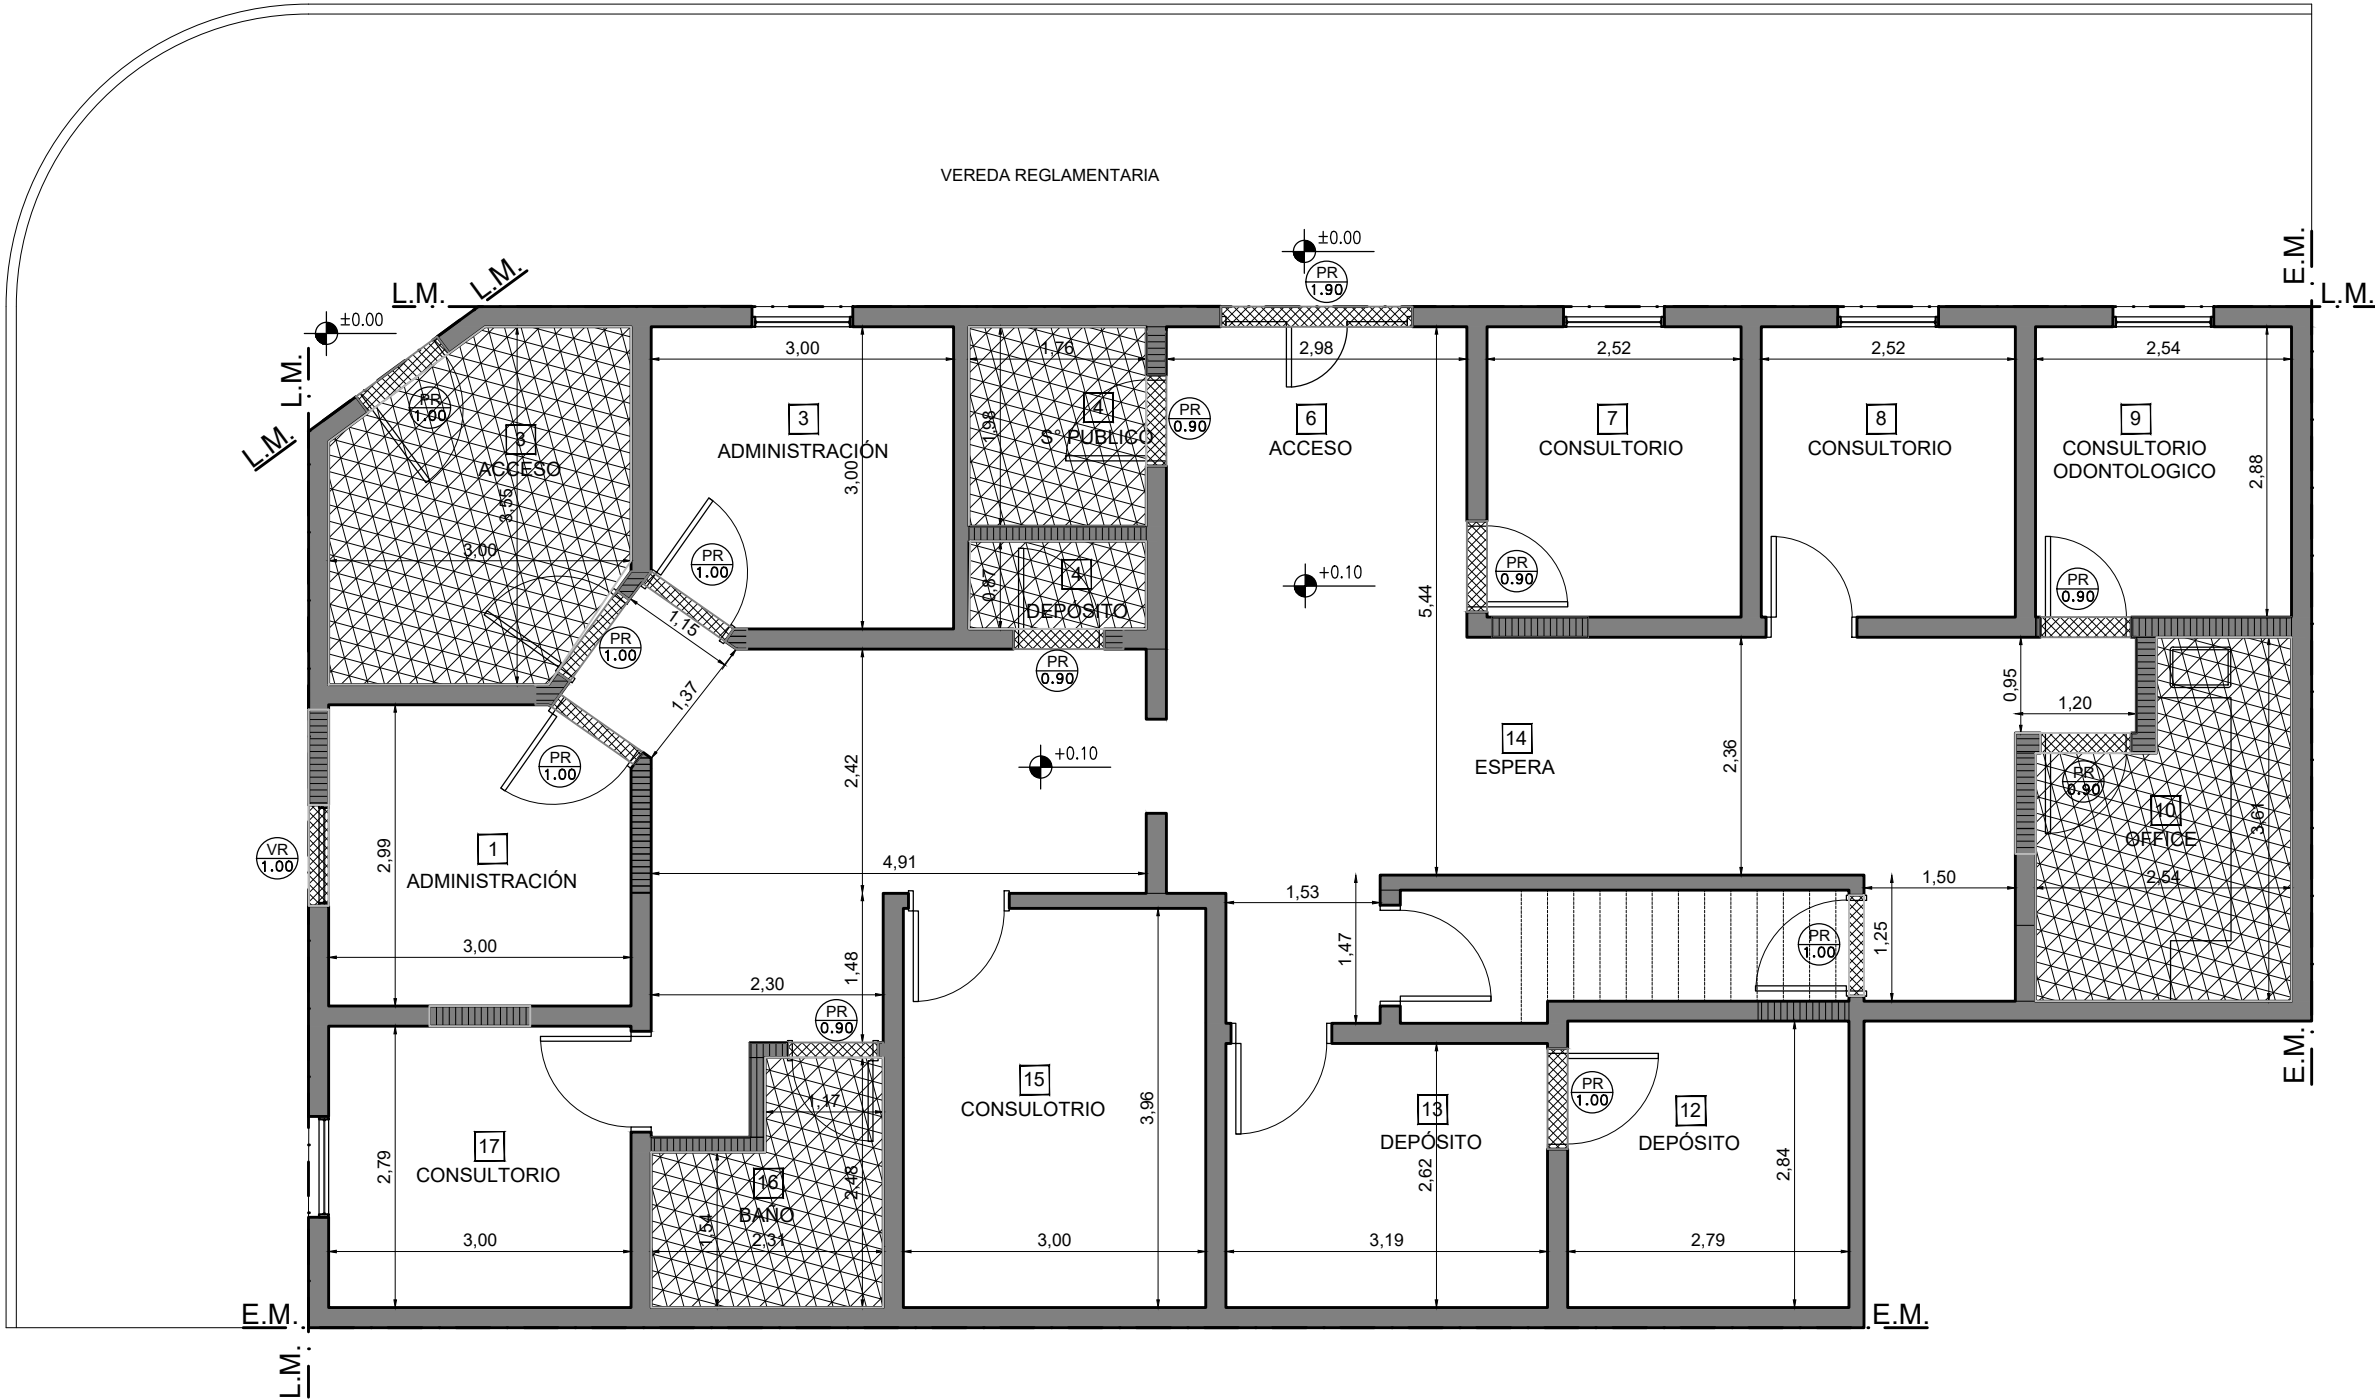 VEREDA REGLAMENTARIA
±0.00
PR
1.90
E.M.
L.M.
L.M.
L.M.
±0.00
L.M.
L.M.
3,00
1,76
2,98
2,52
2,52
2,54
PR
1.00
3
ACCESO
3,55
3,00
3
ADMINISTRACIÓN
3,00
1,98
4
S° PUBLICO
PR
0.90
6
ACCESO
7
CONSULTORIO
8
CONSULTORIO
9
CONSULTORIO
ODONTOLOGICO
2,88
PR
1.00
0,87
4
DEPÓSITO
+0.10
5,44
PR
0.90
PR
0.90
1,15
PR
1.00
PR
0.90
1,37
0,95
1,20
PR
1.00
2,42
+0.10
14
ESPERA
2,36
PR
0.90
10
OFFICE
3,61
VR
1.00
2,99
1
ADMINISTRACIÓN
4,91
1,53
1,50
2,54
3,00
2,30
1,48
1,47
PR
1.00
1,25
PR
0.90
1,17
15
CONSULOTRIO
3,96
13
DEPÓSITO
2,62
PR
1.00
12
DEPÓSITO
2,84
E.M.
17
CONSULTORIO
2,79
16
BAÑO
2,48
1,54
3,00
2,31
3,00
3,19
2,79
E.M.
E.M.
L.M.